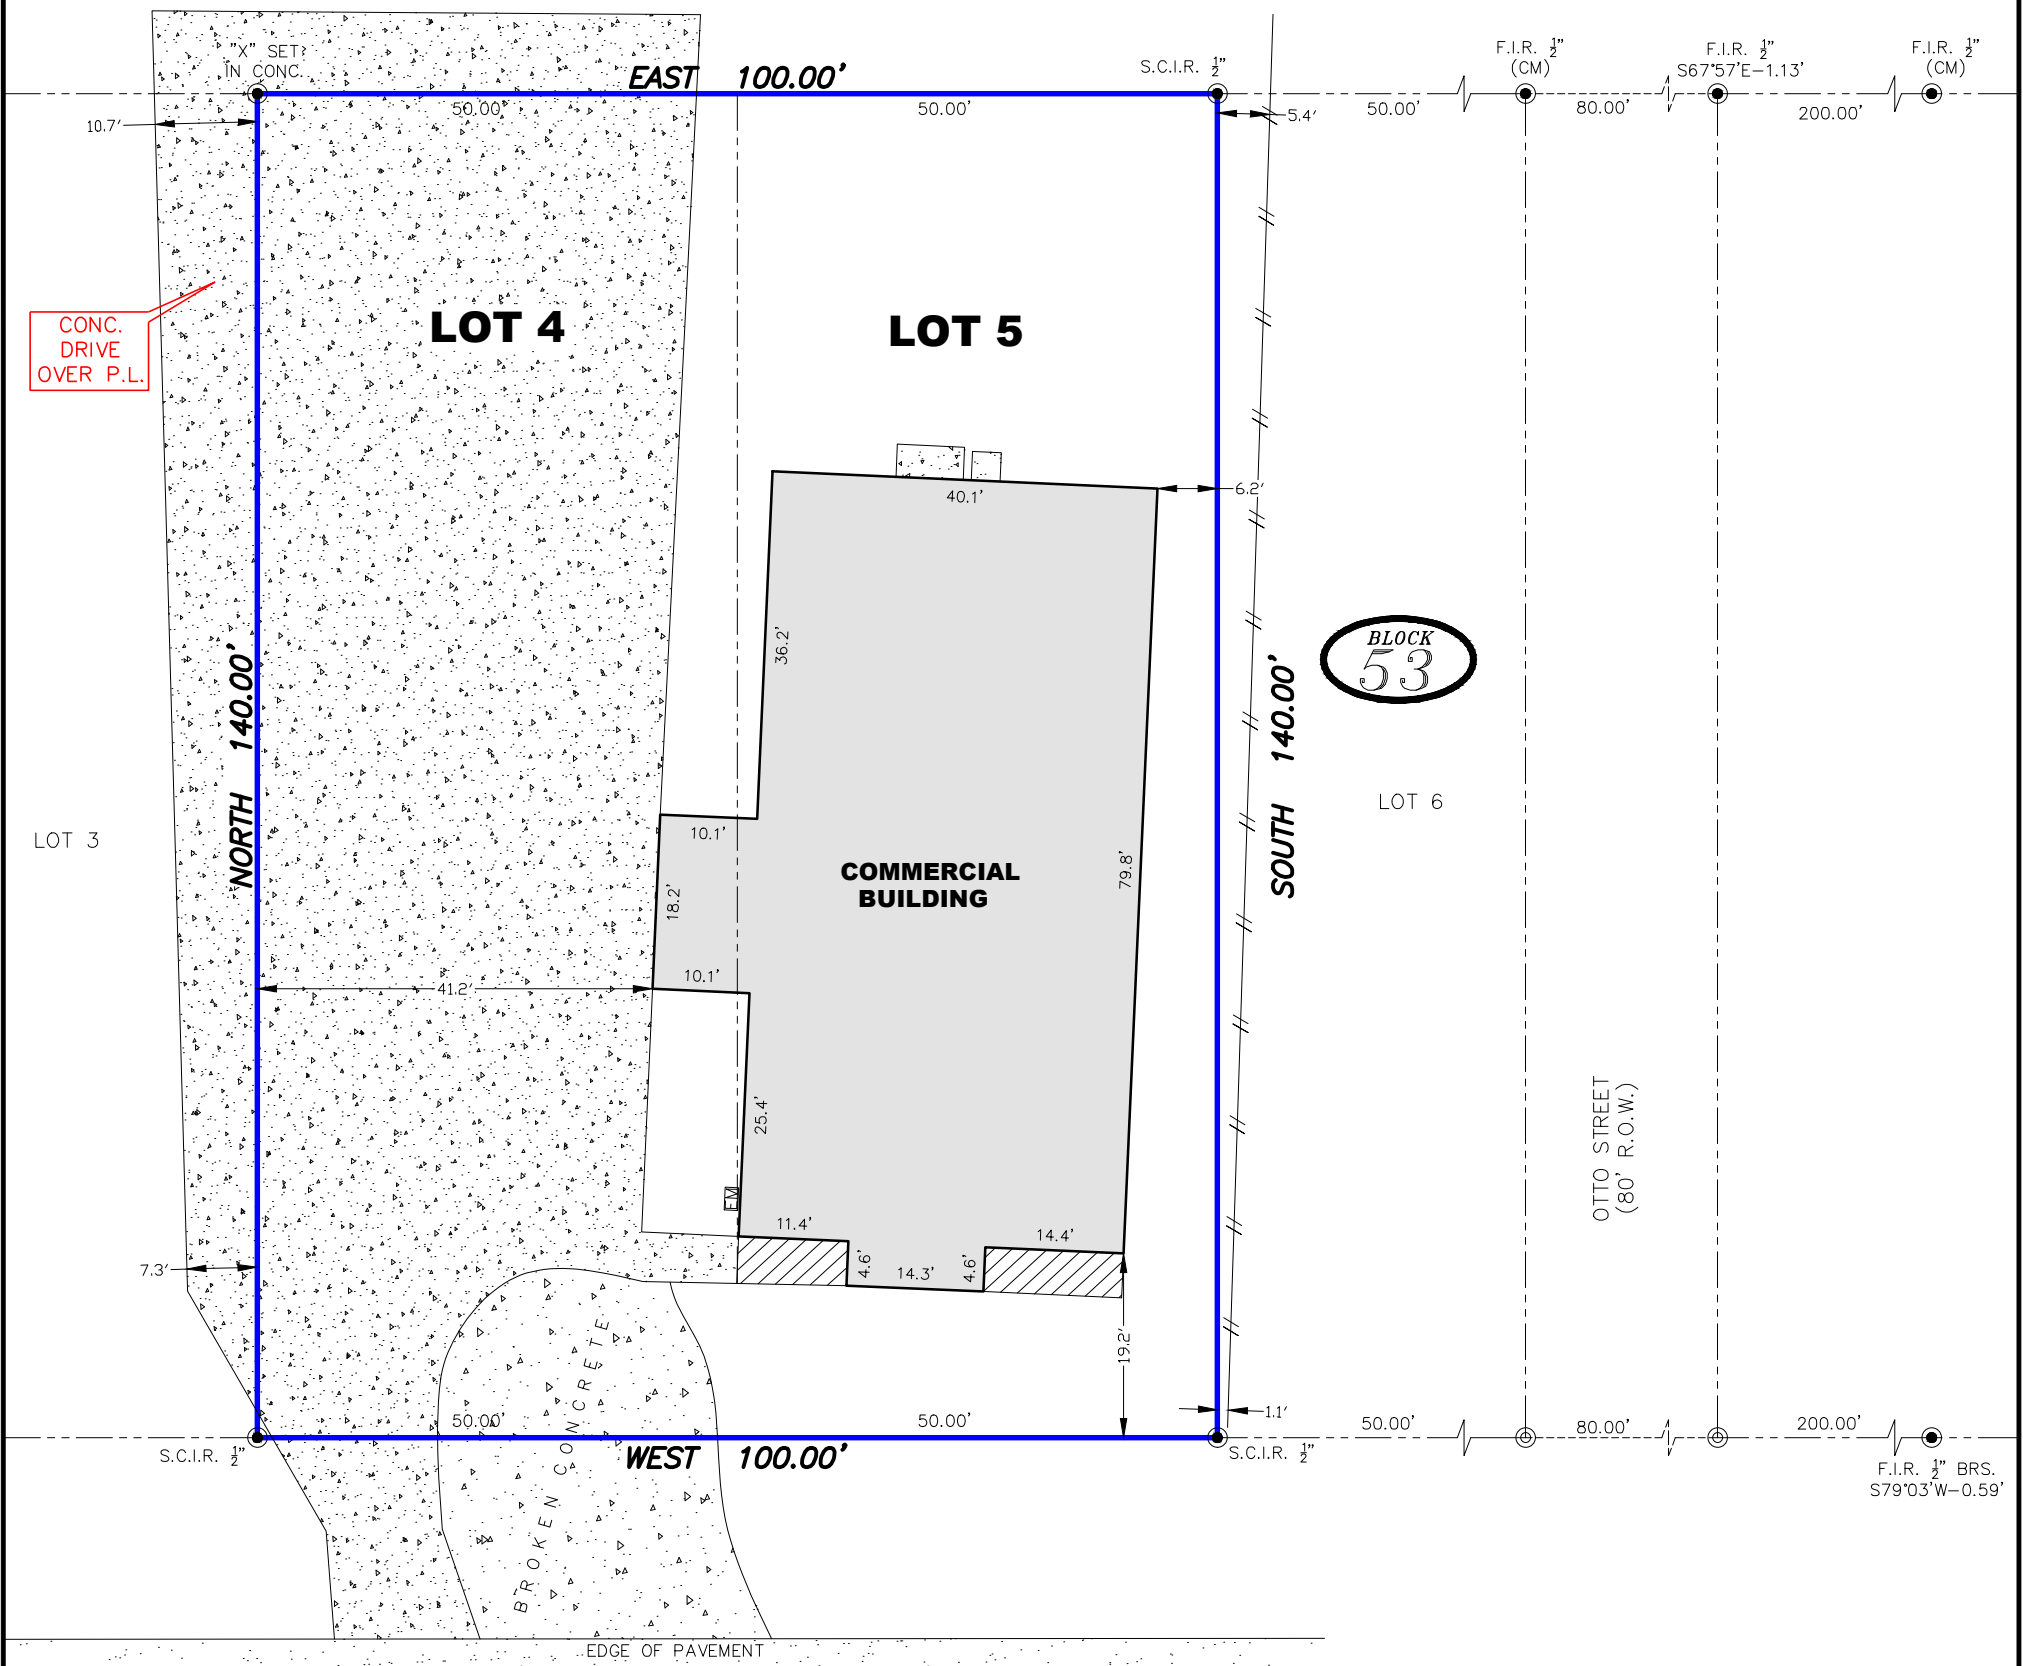 "X" SET
IN CONC.
EAST 100.00'
S.C.I.R. ½"
F.I.R. ½"
(CM)
F.I.R. ½"
S67°57'E-1.13'
F.I.R. ½"
(CM)
10.7'
50.00'
50.00'
5.4'
50.00'
80.00'
200.00'
CONC.
DRIVE
OVER P.L.
LOT 4
LOT 5
40.1'
6.2'
36.2'
BLOCK
53
NORTH 140.00'
SOUTH 140.00'
LOT 3
LOT 6
10.1'
COMMERCIAL
BUILDING
79.8'
18.2'
10.1'
41.2'
25.4'
OTTO STREET
(80' R.O.W.)
EM
11.4'
14.4'
4.6'
14.3'
4.6'
7.3'
19.2'
BROKEN CONCRETE
50.00'
50.00'
1.1'
50.00'
80.00'
200.00'
S.C.I.R. ½"
WEST 100.00'
S.C.I.R. ½"
F.I.R. ½" BRS.
S79°03'W-0.59'
EDGE OF PAVEMENT